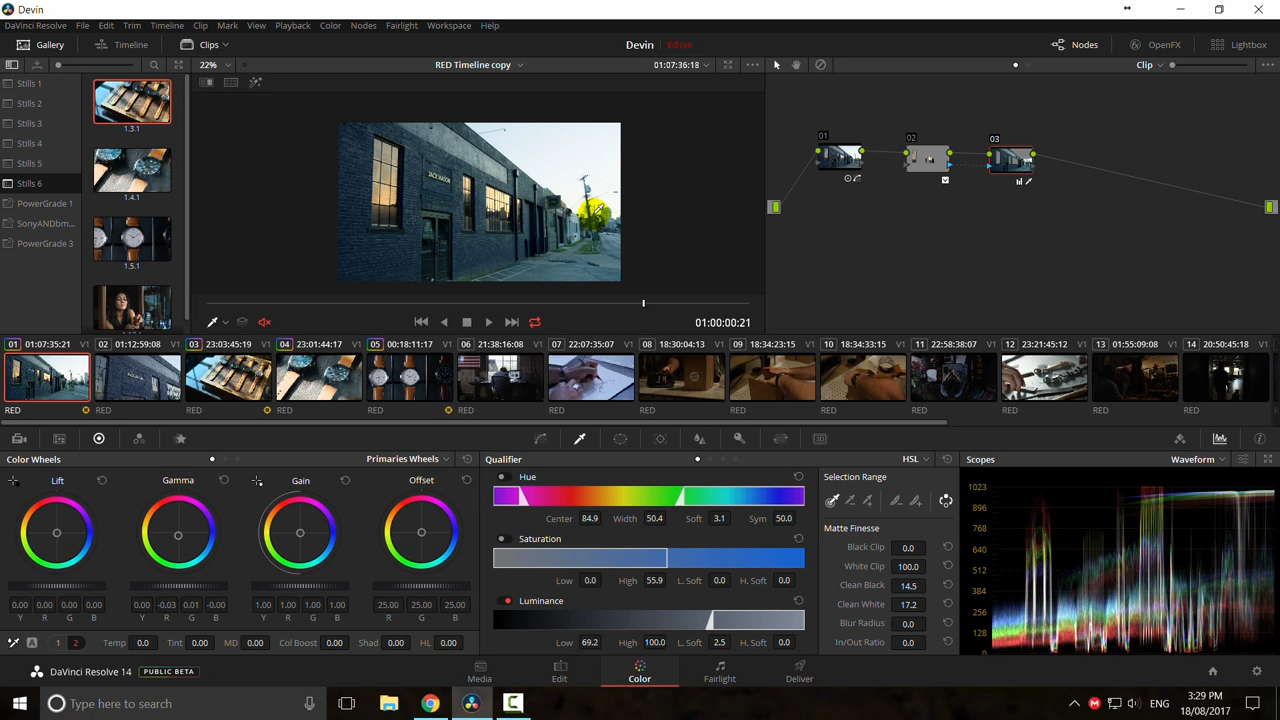 Devin
DaVinci Resolve File Edit Trim Timeline Clip Mark View Playback Color Nodes Fairlight Workspace Help
Gallery Timeline Clips Devin Edited Nodes OpenFX Lightbox
22% RED Timeline copy 01:07:36:18 Clip
Stills 1
Stills 2
Stills 3
Stills 4
Stills 5
Stills 6
PowerGrade 1
SonyANDbm...
PowerGrade 3
1.3.1
1.4.1
1.5.1
JACK MASON
01 02 03
01:00:00:21
01 01:07:35:21 V1 02 01:12:59:08 V1 03 23:03:45:19 V1 04 23:01:44:17 V1 05 00:18:11:17 V1 06 21:38:16:08 V1 07 22:07:35:07 V1 08 18:30:04:13 V1 09 18:34:23:15 V1 10 18:34:33:15 V1 11 22:58:38:07 V1 12 23:21:45:12 V1 13 01:55:09:08 V1 14 20:50:45:18 V1
RED RED RED RED RED RED RED RED RED RED RED RED RED RED
Color Wheels Primaries Wheels Qualifier HSL Scopes Waveform
Lift Gamma Gain Offset
0.00 0.00 0.00 0.00 0.00 -0.03 0.01 -0.00 1.00 1.00 1.00 1.00 25.00 25.00 25.00
Y R G B Y R G B Y R G B R G B
A 1 2 Temp 0.0 Tint 0.00 MD 0.00 Col Boost 0.00 Shad 0.00 HL 0.00
Hue
Center 84.9 Width 50.4 Soft 3.1 Sym 50.0
Saturation
Low 0.0 High 55.9 L. Soft 0.0 H. Soft 0.0
Luminance
Low 69.2 High 100.0 L. Soft 2.5 H. Soft 0.0
Selection Range
Matte Finesse
Black Clip 0.0
White Clip 100.0
Clean Black 14.5
Clean White 17.2
Blur Radius 0.0
In/Out Ratio 0.0
1023
896
768
640
512
384
256
128
0
DaVinci Resolve 14 PUBLIC BETA
Media Edit Color Fairlight Deliver
Type here to search
ENG
3:29 PM
18/08/2017